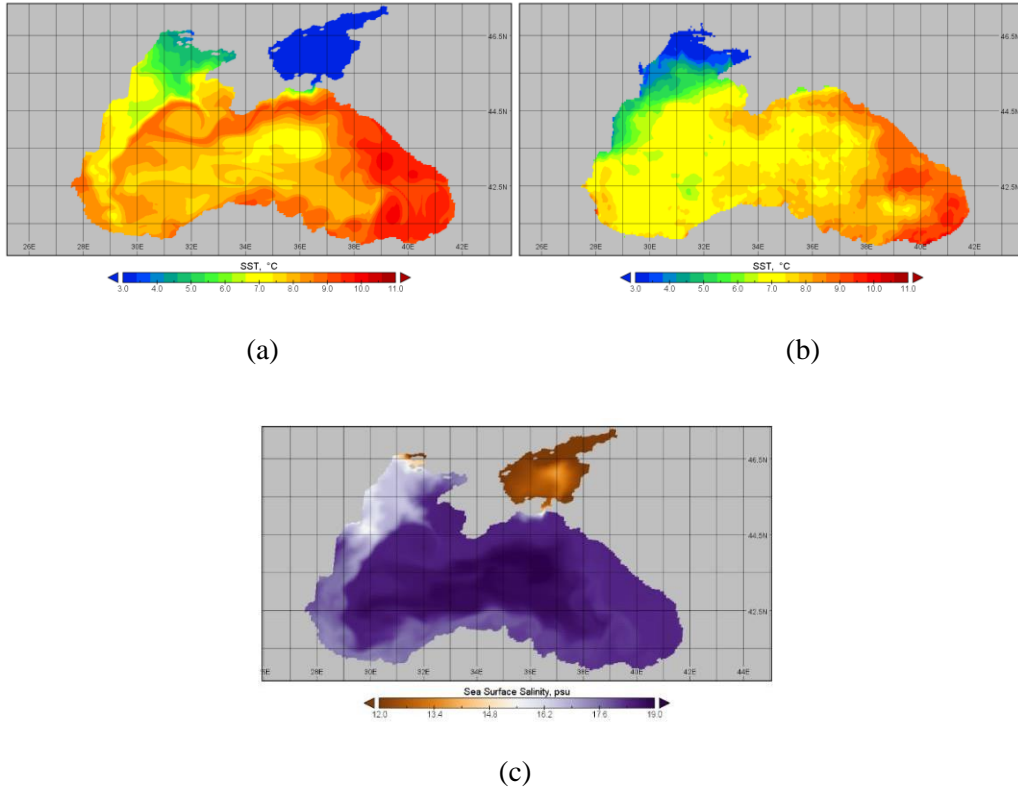 46.5N
44.5N
42.5N
26E 28E 30E 32E 34E 36E 38E 40E 42E
SST, °C
3.0 4.0 5.0 6.0 7.0 8.0 9.0 10.0 11.0
(a)
46.5N
44.5N
42.5N
26E 28E 30E 32E 34E 36E 38E 40E 42E
SST, °C
3.0 4.0 5.0 6.0 7.0 8.0 9.0 10.0 11.0
(b)
46.5N
44.5N
42.5N
28E 30E 32E 34E 36E 38E 40E 42E 44E
Sea Surface Salinity, psu
12.0 13.4 14.8 16.2 17.6 19.0
(c)